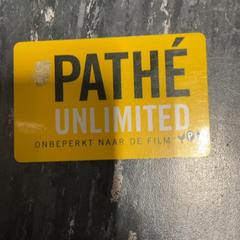 PATHÉ
UNLIMITED
ONBEPERKT NAAR DE FILM